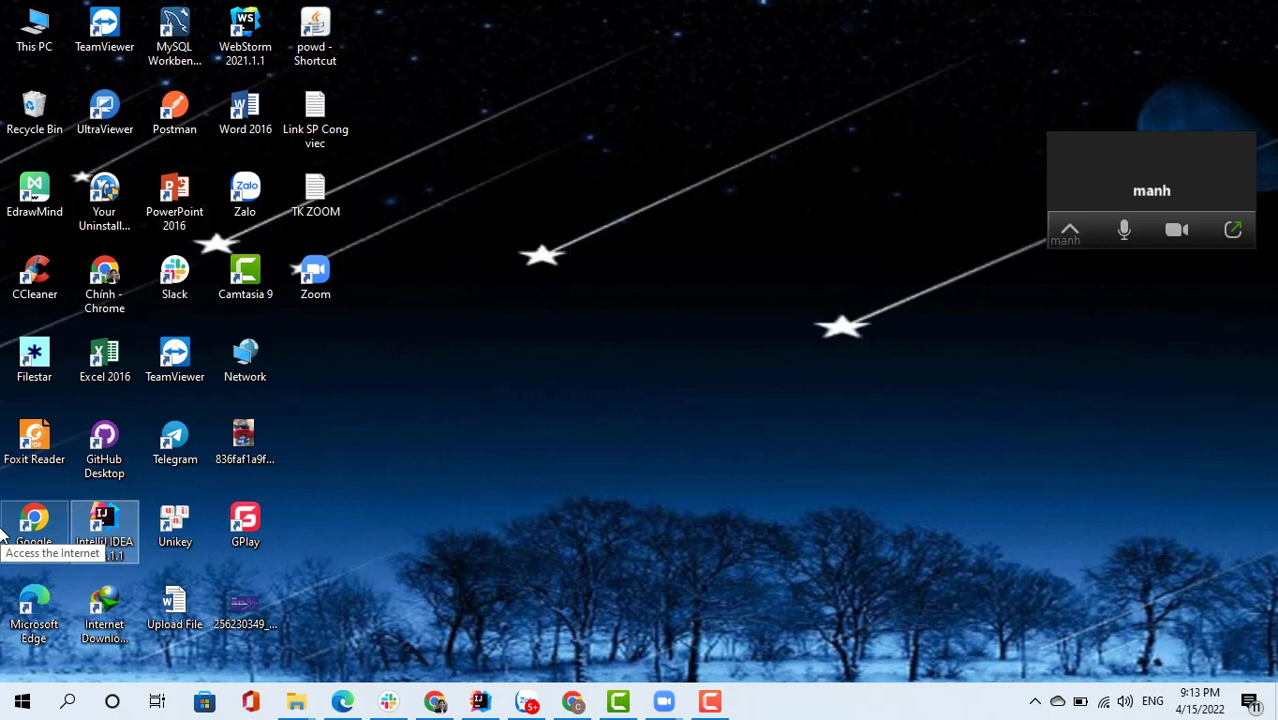 This PC
TeamViewer
MySQL
Workben...
WebStorm
2021.1.1
powd -
Shortcut
Recycle Bin
UltraViewer
Postman
Word 2016
Link SP Cong
viec
EdrawMind
Your
Uninstall...
PowerPoint
2016
Zalo
TK ZOOM
CCleaner
Chính -
Chrome
Slack
Camtasia 9
Zoom
Filestar
Excel 2016
TeamViewer
Network
Foxit Reader
GitHub
Desktop
Telegram
836faf1a9f...
Google
IntelliJ IDEA
Unikey
GPlay
Access the Internet
Microsoft
Edge
Internet
Downlo...
Upload File
256230349_...
manh
manh
ENG
4/15/2022